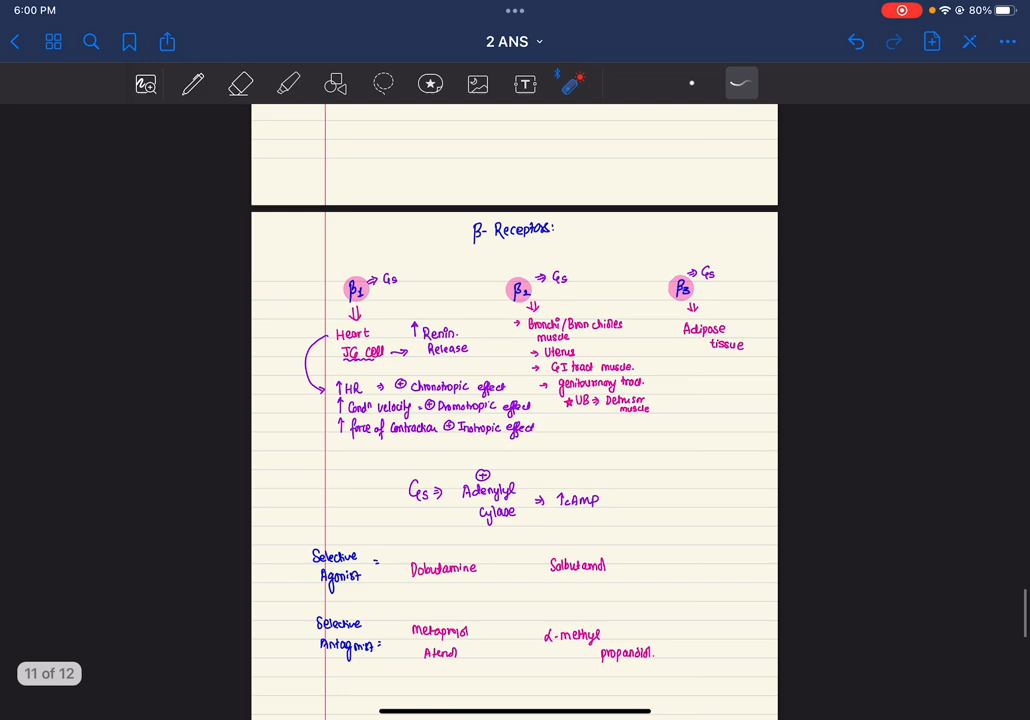 6:00 PM
80%
2 ANS
β- Receptors:
β1 ⇒ Gs
β2 ⇒ Gs
β3 ⇒ Gs
Heart
JG cell → ↑ Renin. Release
→ Bronchi/Bronchioles muscle
→ Uterus
→ GI tract muscle.
→ genitourinary tract.
★ UB ⇒ Detrusor muscle
Adipose tissue
↑ HR ⇒ ⊕ Chronotropic effect
↑ Condⁿ velocity = ⊕ Dromotropic effect
↑ force of contraction ⊕ Inotropic effect
⊕
Gs ⇒ Adenylyl cyclase ⇒ ↑cAMP
Selective Agonist = Dobutamine Salbutamol
Selective Antagonist = Metoprolol Atenol α-methyl propanolol.
11 of 12